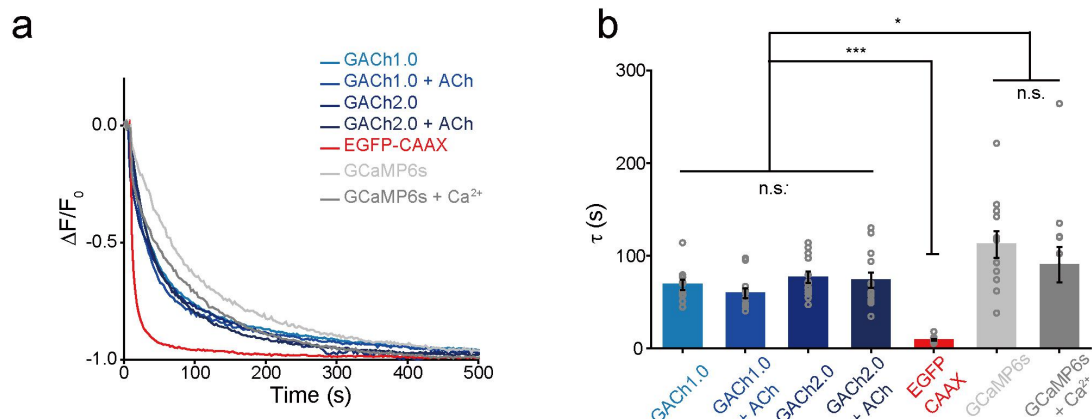 a
GACh1.0
GACh1.0 + ACh
GACh2.0
GACh2.0 + ACh
EGFP-CAAX
GCaMP6s
GCaMP6s + Ca²⁺
0.0
-0.5
-1.0
ΔF/F₀
0 100 200 300 400 500
Time (s)
b
*
***
n.s.
n.s.
300
200
100
0
τ (s)
GACh1.0
GACh1.0
+ ACh
GACh2.0
GACh2.0
+ ACh
EGFP
CAAX
GCaMP6s
GCaMP6s
+ Ca²⁺